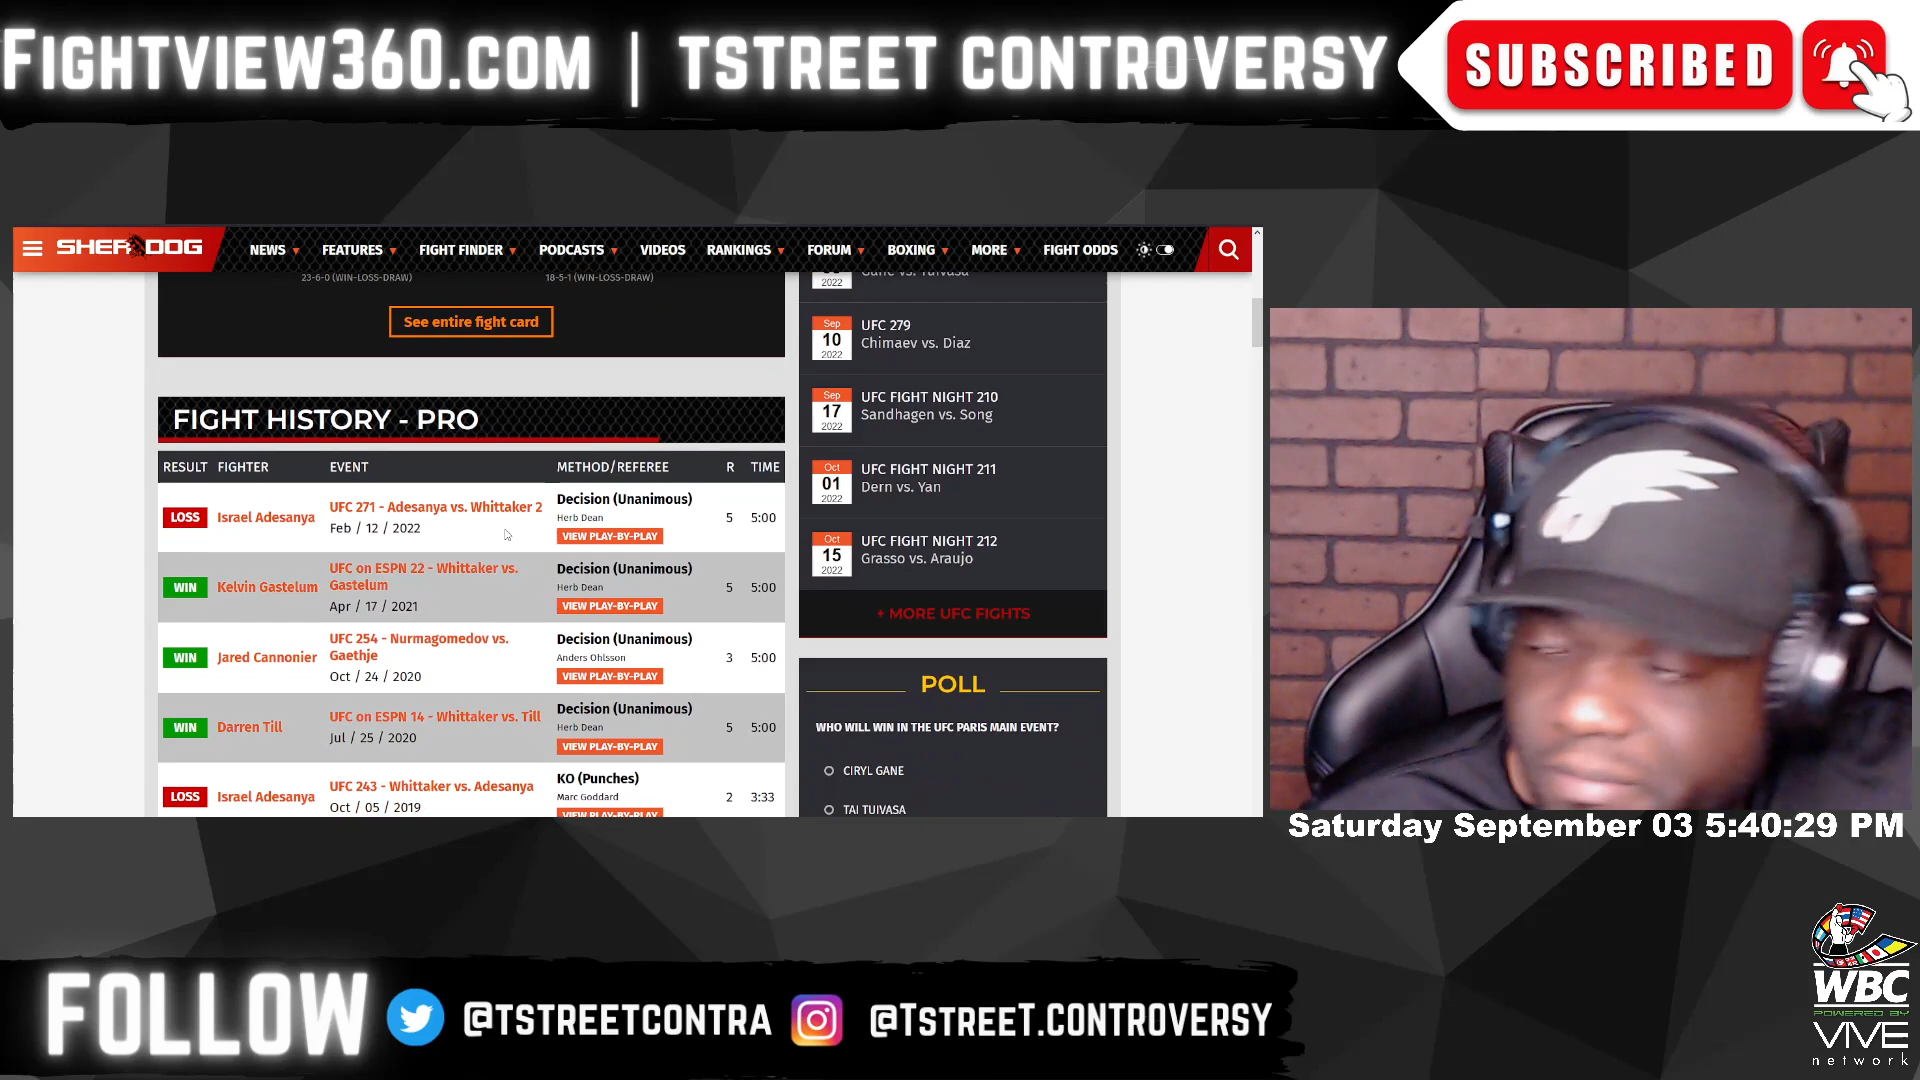 FIGHTVIEW360.COM | TSTREET CONTROVERSY
SUBSCRIBED
SHERDOG
NEWS FEATURES FIGHT FINDER PODCASTS VIDEOS RANKINGS FORUM BOXING MORE FIGHT ODDS
23-6-0 (WIN-LOSS-DRAW) 18-5-1 (WIN-LOSS-DRAW)
See entire fight card
FIGHT HISTORY - PRO
RESULT FIGHTER EVENT METHOD/REFEREE R TIME
LOSS Israel Adesanya UFC 271 - Adesanya vs. Whittaker 2 Decision (Unanimous) 5 5:00
Feb / 12 / 2022 Herb Dean
VIEW PLAY-BY-PLAY
WIN Kelvin Gastelum UFC on ESPN 22 - Whittaker vs. Decision (Unanimous) 5 5:00
Gastelum Herb Dean
Apr / 17 / 2021 VIEW PLAY-BY-PLAY
WIN Jared Cannonier UFC 254 - Nurmagomedov vs. Decision (Unanimous) 3 5:00
Gaethje Anders Ohlsson
Oct / 24 / 2020 VIEW PLAY-BY-PLAY
WIN Darren Till UFC on ESPN 14 - Whittaker vs. Till Decision (Unanimous) 5 5:00
Jul / 25 / 2020 Herb Dean
VIEW PLAY-BY-PLAY
LOSS Israel Adesanya UFC 243 - Whittaker vs. Adesanya KO (Punches) 2 3:33
Oct / 05 / 2019 Marc Goddard
VIEW PLAY-BY-PLAY
2022 Gane vs. Tuivasa
Sep 10 2022
UFC 279
Chimaev vs. Diaz
Sep 17 2022
UFC FIGHT NIGHT 210
Sandhagen vs. Song
Oct 01 2022
UFC FIGHT NIGHT 211
Dern vs. Yan
Oct 15 2022
UFC FIGHT NIGHT 212
Grasso vs. Araujo
+ MORE UFC FIGHTS
POLL
WHO WILL WIN IN THE UFC PARIS MAIN EVENT?
CIRYL GANE
TAI TUIVASA
Saturday September 03 5:40:29 PM
FOLLOW @TSTREETCONTRA @TSTREET.CONTROVERSY
WBC
POWERED BY
VIVE
network